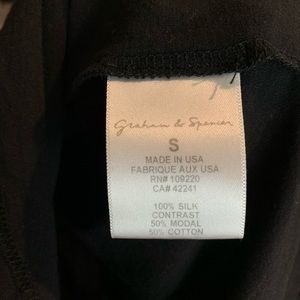 graham & Spencer
S
MADE IN USA
FABRIQUE AUX USA
RN# 109220
CA# 42241
100% SILK
CONTRAST
50% MODAL
50% COTTON